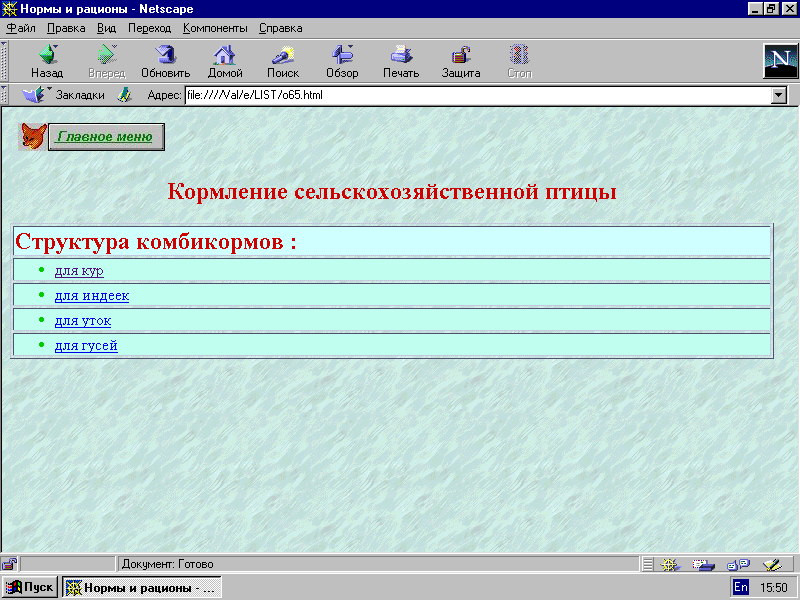 Нормы и рационы - Netscape
Файл Правка Вид Переход Компоненты Справка
Назад Вперед Обновить Домой Поиск Обзор Печать Защита Стоп
N
Закладки Адрес: file:////Val/e/LIST/o65.html
Главное меню
Кормление сельскохозяйственной птицы
Структура комбикормов :
для кур
для индеек
для уток
для гусей
Документ: Готово
Пуск Нормы и рационы - ... En 15:50